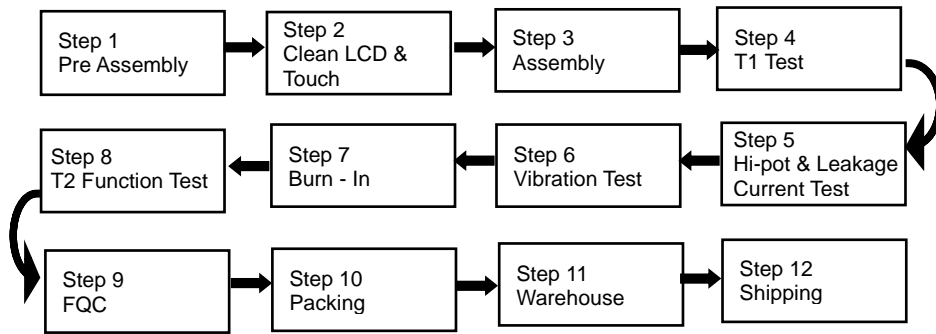 Step 1
Pre Assembly
Step 2
Clean LCD &
Touch
Step 3
Assembly
Step 4
T1 Test
Step 5
Hi-pot & Leakage
Current Test
Step 6
Vibration Test
Step 7
Burn - In
Step 8
T2 Function Test
Step 9
FQC
Step 10
Packing
Step 11
Warehouse
Step 12
Shipping